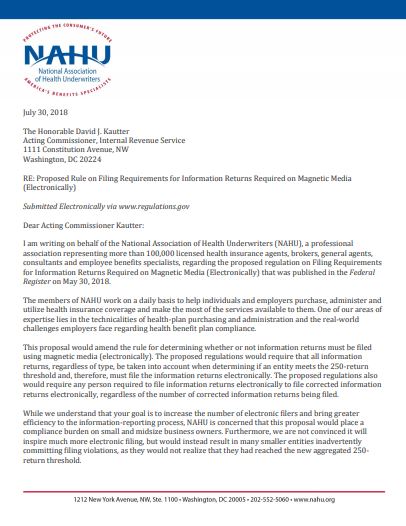 PROTECTING THE CONSUMER'S FUTURE
NAHU
National Association
of Health Underwriters
AMERICA'S BENEFITS SPECIALISTS
July 30, 2018
The Honorable David J. Kautter
Acting Commissioner, Internal Revenue Service
1111 Constitution Avenue, NW
Washington, DC 20224
RE: Proposed Rule on Filing Requirements for Information Returns Required on Magnetic Media
(Electronically)
Submitted Electronically via www.regulations.gov
Dear Acting Commissioner Kautter:
I am writing on behalf of the National Association of Health Underwriters (NAHU), a professional
association representing more than 100,000 licensed health insurance agents, brokers, general agents,
consultants and employee benefits specialists, regarding the proposed regulation on Filing Requirements
for Information Returns Required on Magnetic Media (Electronically) that was published in the Federal
Register on May 30, 2018.
The members of NAHU work on a daily basis to help individuals and employers purchase, administer and
utilize health insurance coverage and make the most of the services available to them. One of our areas of
expertise lies in the technicalities of health-plan purchasing and administration and the real-world
challenges employers face regarding health benefit plan compliance.
This proposal would amend the rule for determining whether or not information returns must be filed
using magnetic media (electronically). The proposed regulations would require that all information
returns, regardless of type, be taken into account when determining if an entity meets the 250-return
threshold and, therefore, must file the information returns electronically. The proposed regulations also
would require any person required to file information returns electronically to file corrected information
returns electronically, regardless of the number of corrected information returns being filed.
While we understand that your goal is to increase the number of electronic filers and bring greater
efficiency to the information-reporting process, NAHU is concerned that this proposal would place a
compliance burden on small and midsize business owners. Furthermore, we are not convinced it will
inspire much more electronic filing, but would instead result in many smaller entities inadvertently
committing filing violations, as they would not realize that they had reached the new aggregated 250-
return threshold.
1212 New York Avenue, NW, Ste. 1100 • Washington, DC 20005 • 202-552-5060 • www.nahu.org